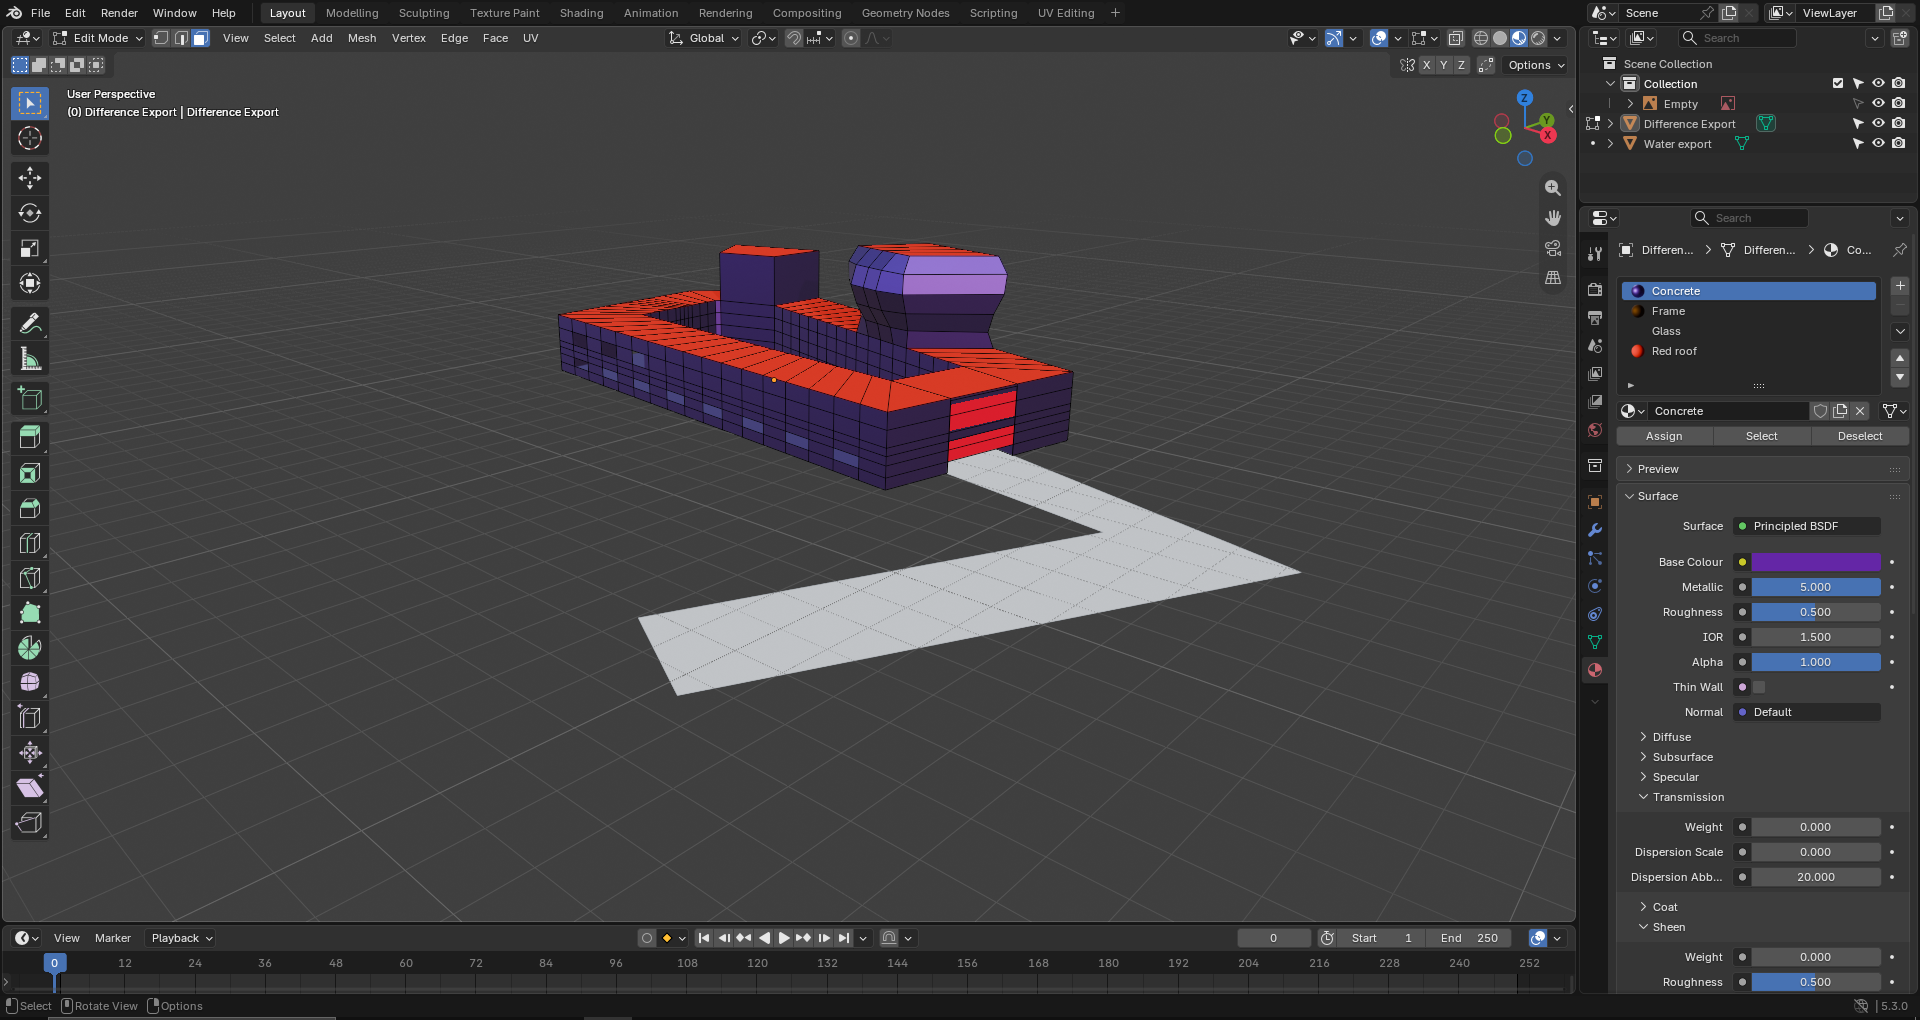 File Edit Render Window Help Layout Modelling Sculpting Texture Paint Shading Animation Rendering Compositing Geometry Nodes Scripting UV Editing + Scene ViewLayer
Edit Mode View Select Add Mesh Vertex Edge Face UV Global Search
X Y Z Options
Scene Collection
Collection
Empty
Difference Export
Water export
User Perspective
(0) Difference Export | Difference Export
Z
Y
X
Search
Differen... Differen... Co...
Concrete
Frame
Glass
Red roof
Concrete
Assign Select Deselect
Preview
Surface
Surface Principled BSDF
Base Colour
Metallic 5.000
Roughness 0.500
IOR 1.500
Alpha 1.000
Thin Wall
Normal Default
Diffuse
Subsurface
Specular
Transmission
Weight 0.000
Dispersion Scale 0.000
Dispersion Abb... 20.000
Coat
Sheen
Weight 0.000
Roughness 0.500
View Marker Playback 0 Start 1 End 250
0 12 24 36 48 60 72 84 96 108 120 132 144 156 168 180 192 204 216 228 240 252
Select Rotate View Options 5.3.0